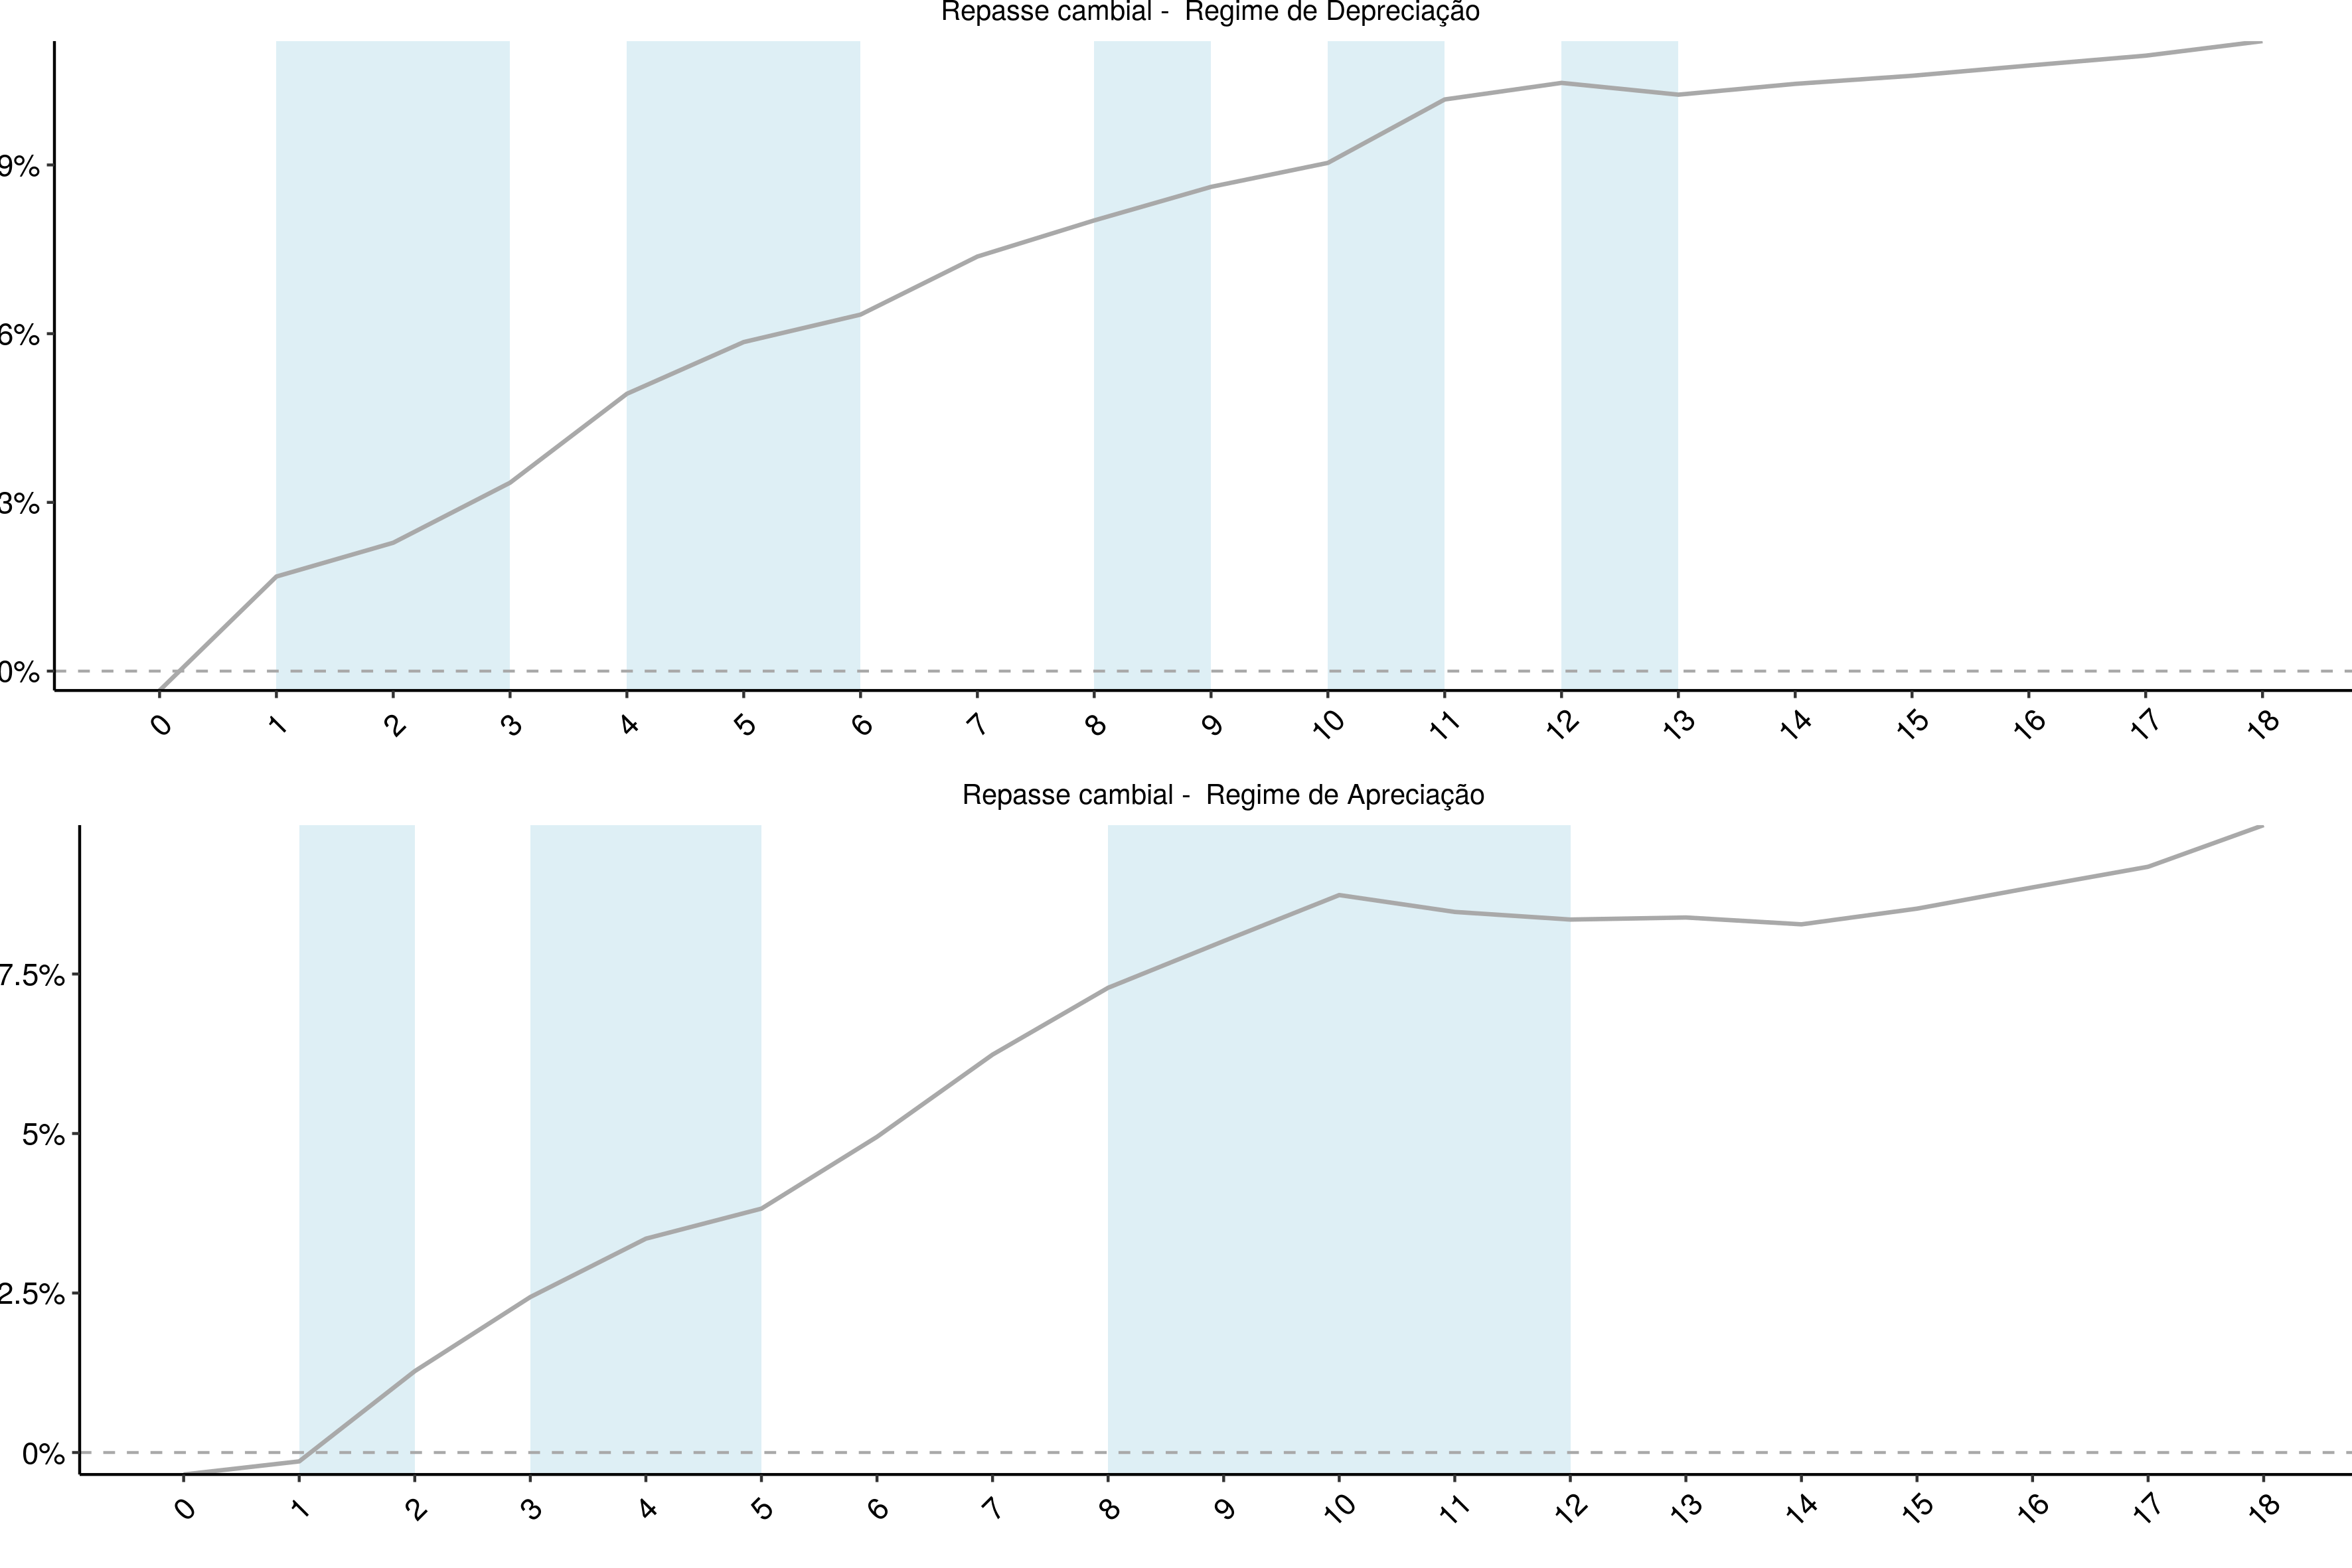 Repasse cambial -  Regime de Depreciação
9%
6%
3%
0%
0 1 2 3 4 5 6 7 8 9 10 11 12 13 14 15 16 17 18
Repasse cambial -  Regime de Apreciação
7.5%
5%
2.5%
0%
0 1 2 3 4 5 6 7 8 9 10 11 12 13 14 15 16 17 18